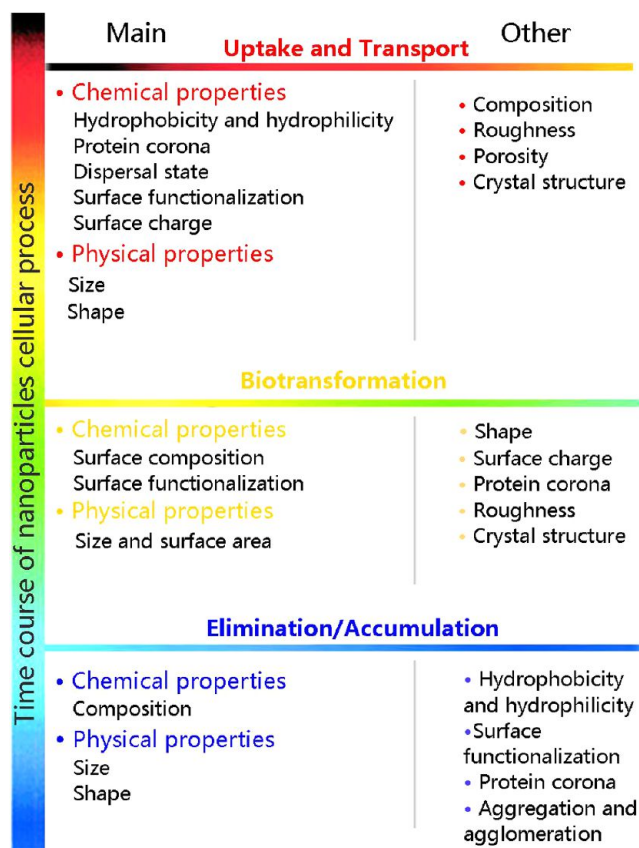 Time course of nanoparticles cellular process
Main
Other
Uptake and Transport
• Chemical properties
Hydrophobicity and hydrophilicity
Protein corona
Dispersal state
Surface functionalization
Surface charge
• Physical properties
Size
Shape
• Composition
• Roughness
• Porosity
• Crystal structure
Biotransformation
• Chemical properties
Surface composition
Surface functionalization
• Physical properties
Size and surface area
• Shape
• Surface charge
• Protein corona
• Roughness
• Crystal structure
Elimination/Accumulation
• Chemical properties
Composition
• Physical properties
Size
Shape
• Hydrophobicity
and hydrophilicity
•Surface
functionalization
• Protein corona
• Aggregation and
agglomeration